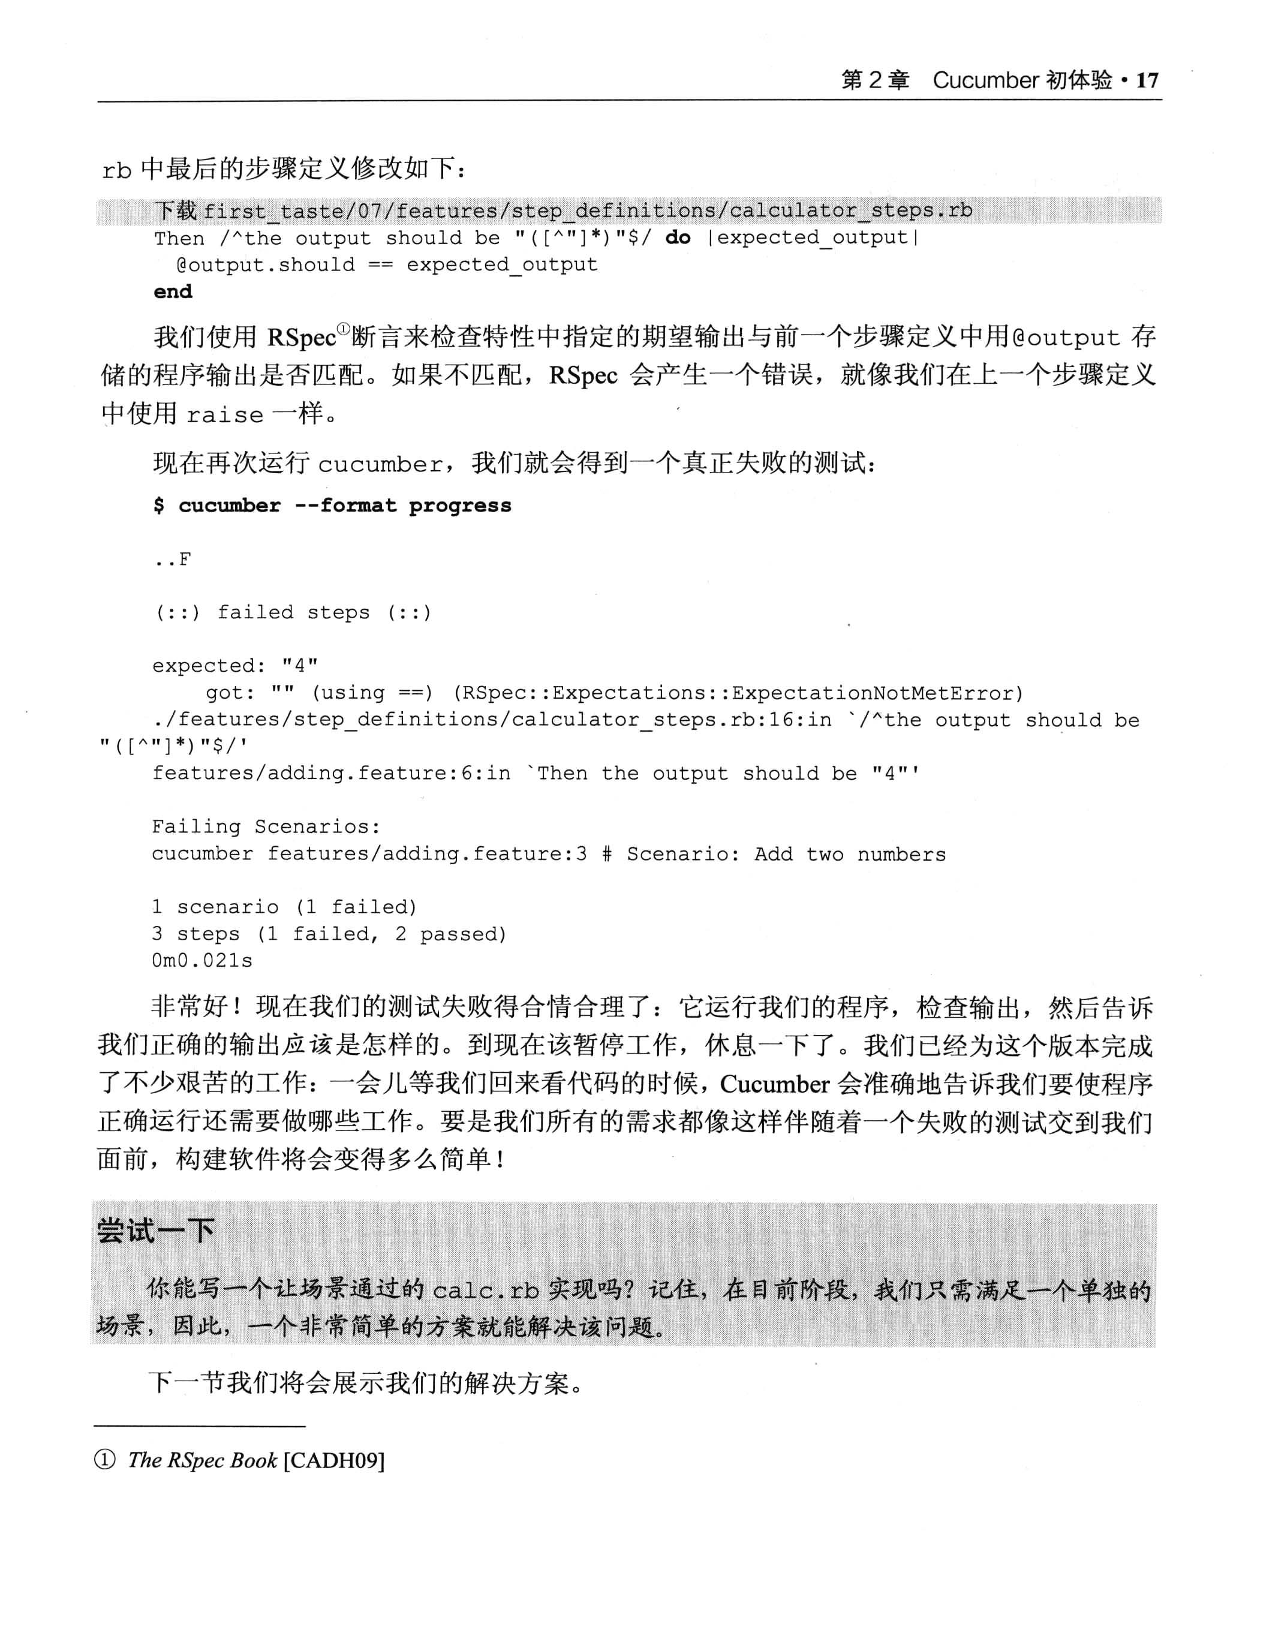 第 2 章　Cucumber 初体验 · 17
rb 中最后的步骤定义修改如下：
下载 first_taste/07/features/step_definitions/calculator_steps.rb
Then /^the output should be "([^"]*)"$/ do |expected_output|
  @output.should == expected_output
end
我们使用 RSpec①断言来检查特性中指定的期望输出与前一个步骤定义中用@output 存
储的程序输出是否匹配。如果不匹配，RSpec 会产生一个错误，就像我们在上一个步骤定义
中使用 raise 一样。
现在再次运行 cucumber，我们就会得到一个真正失败的测试：
$ cucumber --format progress
..F
(::) failed steps (::)
expected: "4"
    got: "" (using ==) (RSpec::Expectations::ExpectationNotMetError)
./features/step_definitions/calculator_steps.rb:16:in `/^the output should be
"([^"]*)"$/'
features/adding.feature:6:in `Then the output should be "4"'
Failing Scenarios:
cucumber features/adding.feature:3 # Scenario: Add two numbers
1 scenario (1 failed)
3 steps (1 failed, 2 passed)
0m0.021s
非常好！现在我们的测试失败得合情合理了：它运行我们的程序，检查输出，然后告诉
我们正确的输出应该是怎样的。到现在该暂停工作，休息一下了。我们已经为这个版本完成
了不少艰苦的工作：一会儿等我们回来看代码的时候，Cucumber 会准确地告诉我们要使程序
正确运行还需要做哪些工作。要是我们所有的需求都像这样伴随着一个失败的测试交到我们
面前，构建软件将会变得多么简单！
尝试一下
你能写一个让场景通过的 calc.rb 实现吗？记住，在目前阶段，我们只需满足一个单独的
场景，因此，一个非常简单的方案就能解决该问题。
下一节我们将会展示我们的解决方案。
① The RSpec Book [CADH09]